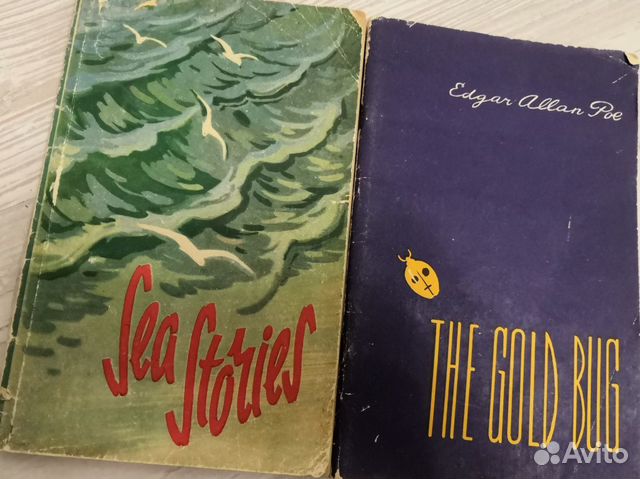 Sea
Stories
Edgar Allan Poe
THE GOLD BUG
Avito